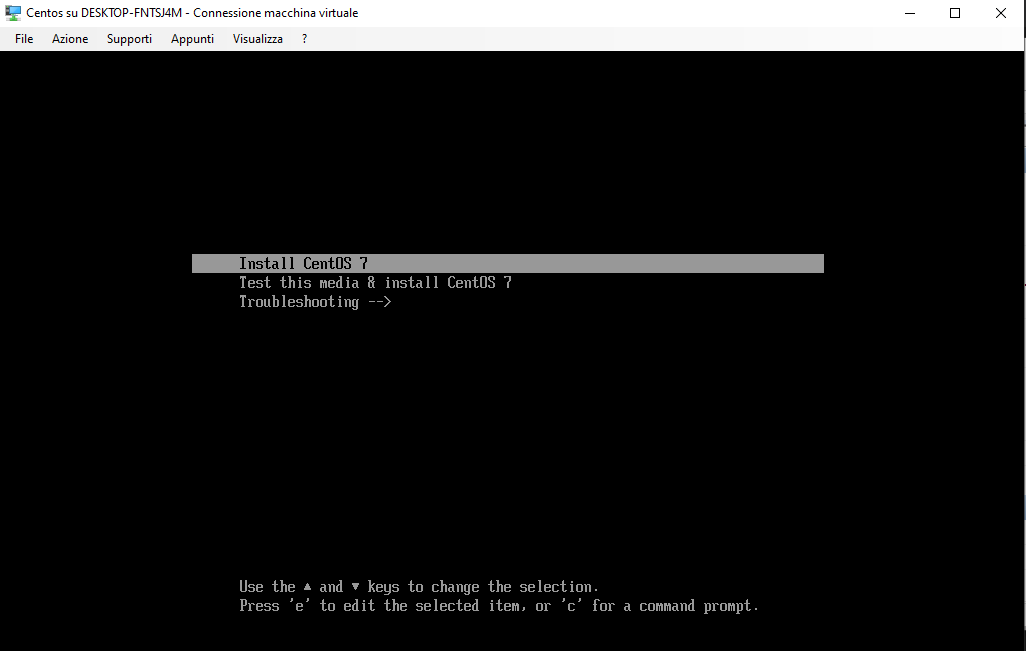 Centos su DESKTOP-FNTSJ4M - Connessione macchina virtuale
File Azione Supporti Appunti Visualizza ?
Install CentOS 7
Test this media & install CentOS 7
Troubleshooting -->
Use the ▲ and ▼ keys to change the selection.
Press 'e' to edit the selected item, or 'c' for a command prompt.